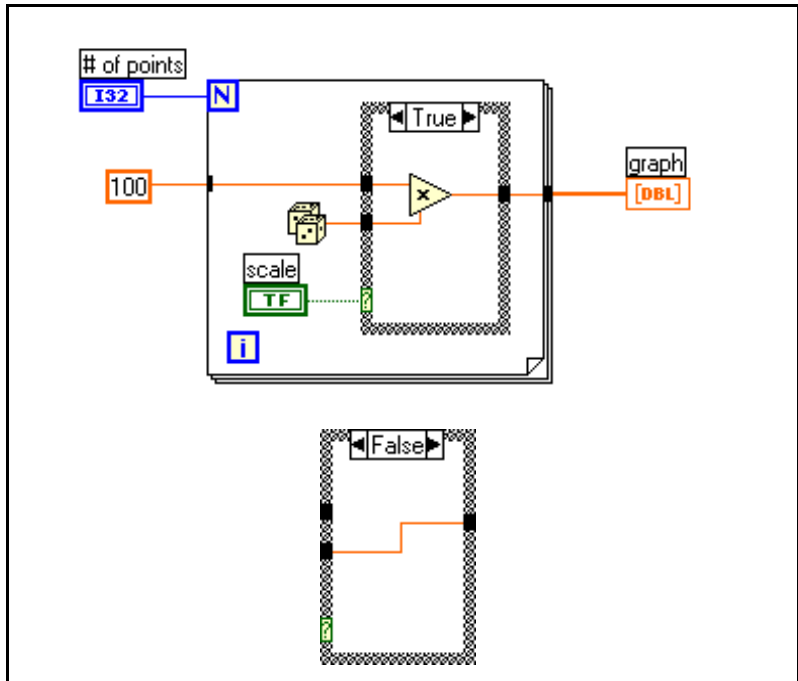 # of points
I32
N
True
100
x
graph
[DBL]
scale
TF
?
i
False
?